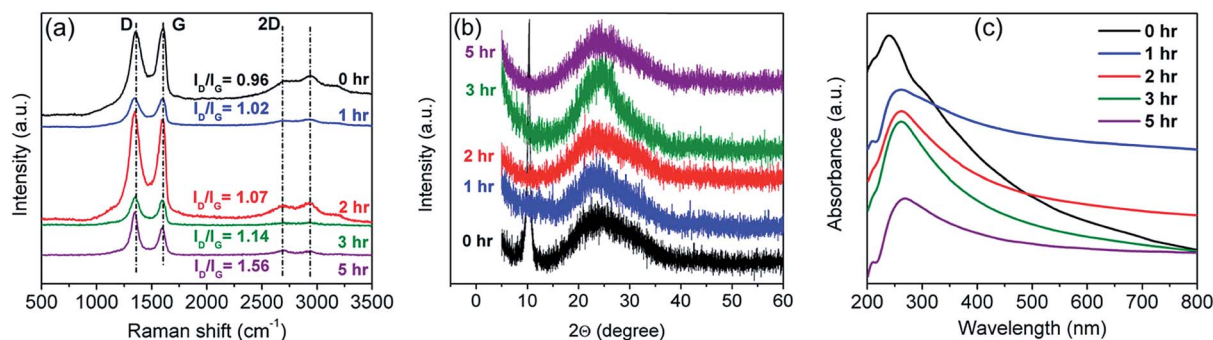 (a)
D
G
2D
I_D/I_G = 0.96
0 hr
I_D/I_G = 1.02
1 hr
I_D/I_G = 1.07
2 hr
I_D/I_G = 1.14
3 hr
I_D/I_G = 1.56
5 hr
500 1000 1500 2000 2500 3000 3500
Raman shift (cm⁻¹)
Intensity (a.u.)
(b)
5 hr
3 hr
2 hr
1 hr
0 hr
0 10 20 30 40 50 60
2Θ (degree)
Intensity (a.u.)
(c)
0 hr
1 hr
2 hr
3 hr
5 hr
200 300 400 500 600 700 800
Wavelength (nm)
Absorbance (a.u.)